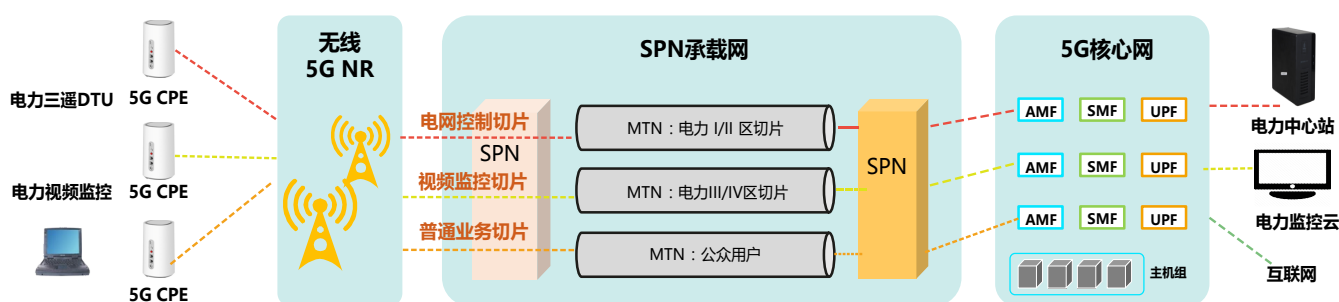 电力三遥DTU
5G CPE
电力视频监控
5G CPE
5G CPE
无线
5G NR
SPN承载网
电网控制切片
视频监控切片
普通业务切片
SPN
MTN：电力 I/II 区切片
MTN：电力III/IV区切片
MTN：公众用户
SPN
5G核心网
AMF SMF UPF
AMF SMF UPF
AMF SMF UPF
主机组
电力中心站
电力监控云
互联网